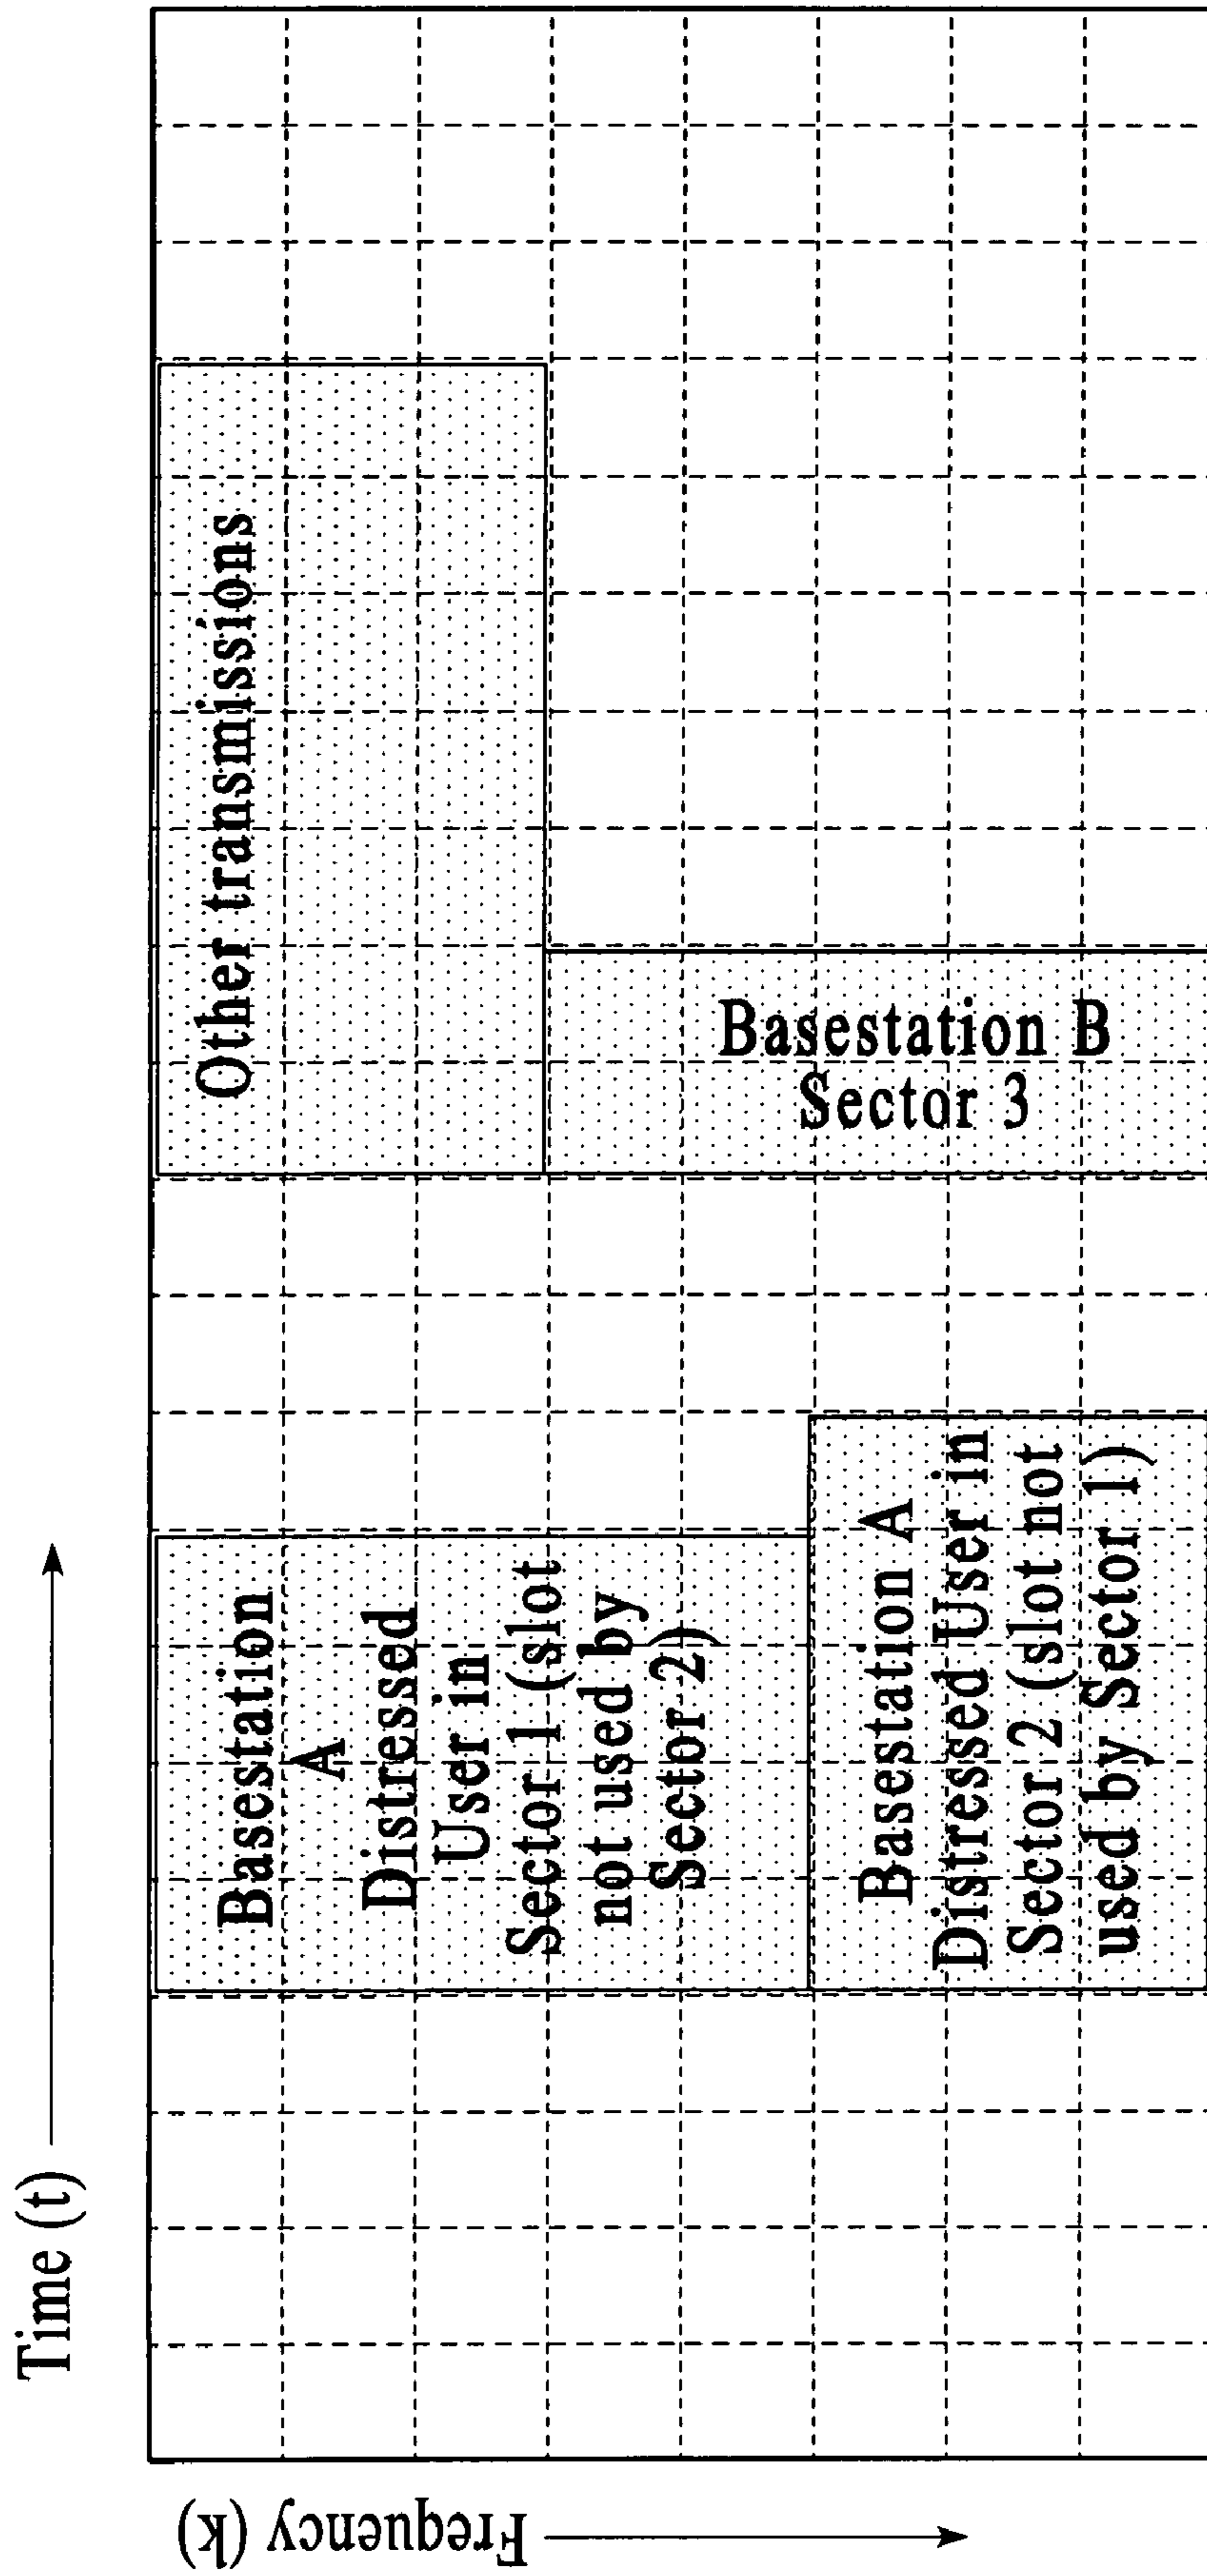 Time (t)
Frequency (k)
Basestation
A
Distressed
User in
Sector 1 (slot
not used by
Sector 2)
Basestation A
Distressed User in
Sector 2 (slot not
used by Sector 1)
Other transmissions
Basestation B
Sector 3